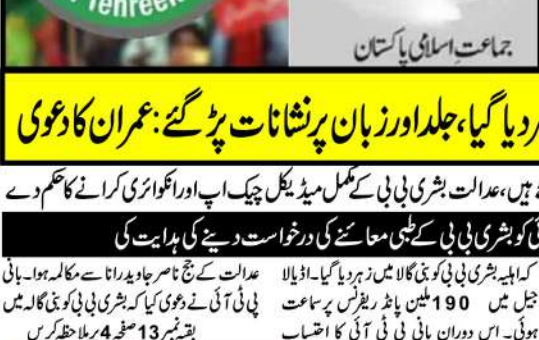 Tehreek
جماعت اسلامی پاکستان
ردیا گیا، جلد اور زبان پر نشانات پڑ گئے: عمران کا دعوی
ہیں، عدالت بشری بی بی کے مکمل میڈیکل چیک اپ اور انکوائری کرانے کا حکم دے
ئی کو بشری بی بی کے طبی معائنے کی درخواست دینے کی ہدایت کی
کہ اہلیہ بشری بی بی کو بنی گالا میں زہر دیا گیا۔ اڈیالا
جیل میں 190 ملین پانڈ ریفرنس پر سماعت
ہوئی۔ اس دوران بانی پی ٹی آئی کا احتساب
عدالت کے جج ناصر جاوید رانا سے مکالمہ ہوا۔ بانی
پی ٹی آئی نے دعوی کیا کہ بشری بی بی کو بنی گالہ میں
بقیہ نمبر 13 صفحہ 4 پر ملاحظہ کریں